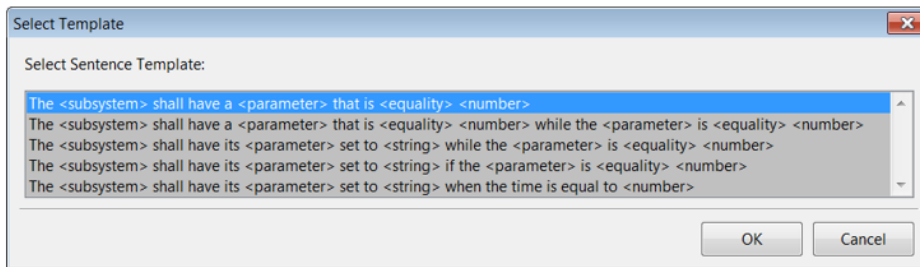 Select Template
Select Sentence Template:
The <subsystem> shall have a <parameter> that is <equality> <number>
The <subsystem> shall have a <parameter> that is <equality> <number> while the <parameter> is <equality> <number>
The <subsystem> shall have its <parameter> set to <string> while the <parameter> is <equality> <number>
The <subsystem> shall have its <parameter> set to <string> if the <parameter> is <equality> <number>
The <subsystem> shall have its <parameter> set to <string> when the time is equal to <number>
OK Cancel